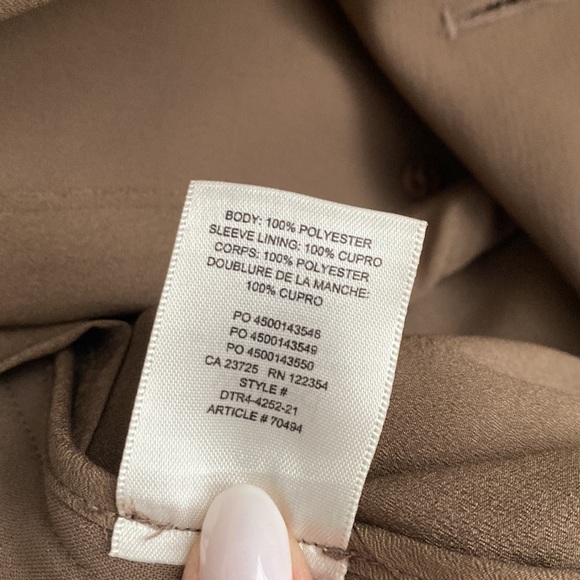 BODY: 100% POLYESTER
SLEEVE LINING: 100% CUPRO
CORPS: 100% POLYESTER
DOUBLURE DE LA MANCHE:
100% CUPRO
PO 4500143546
PO 4500143549
PO 4500143550
CA 23725 RN 122354
STYLE #
DTR4-4252-21
ARTICLE # 70494